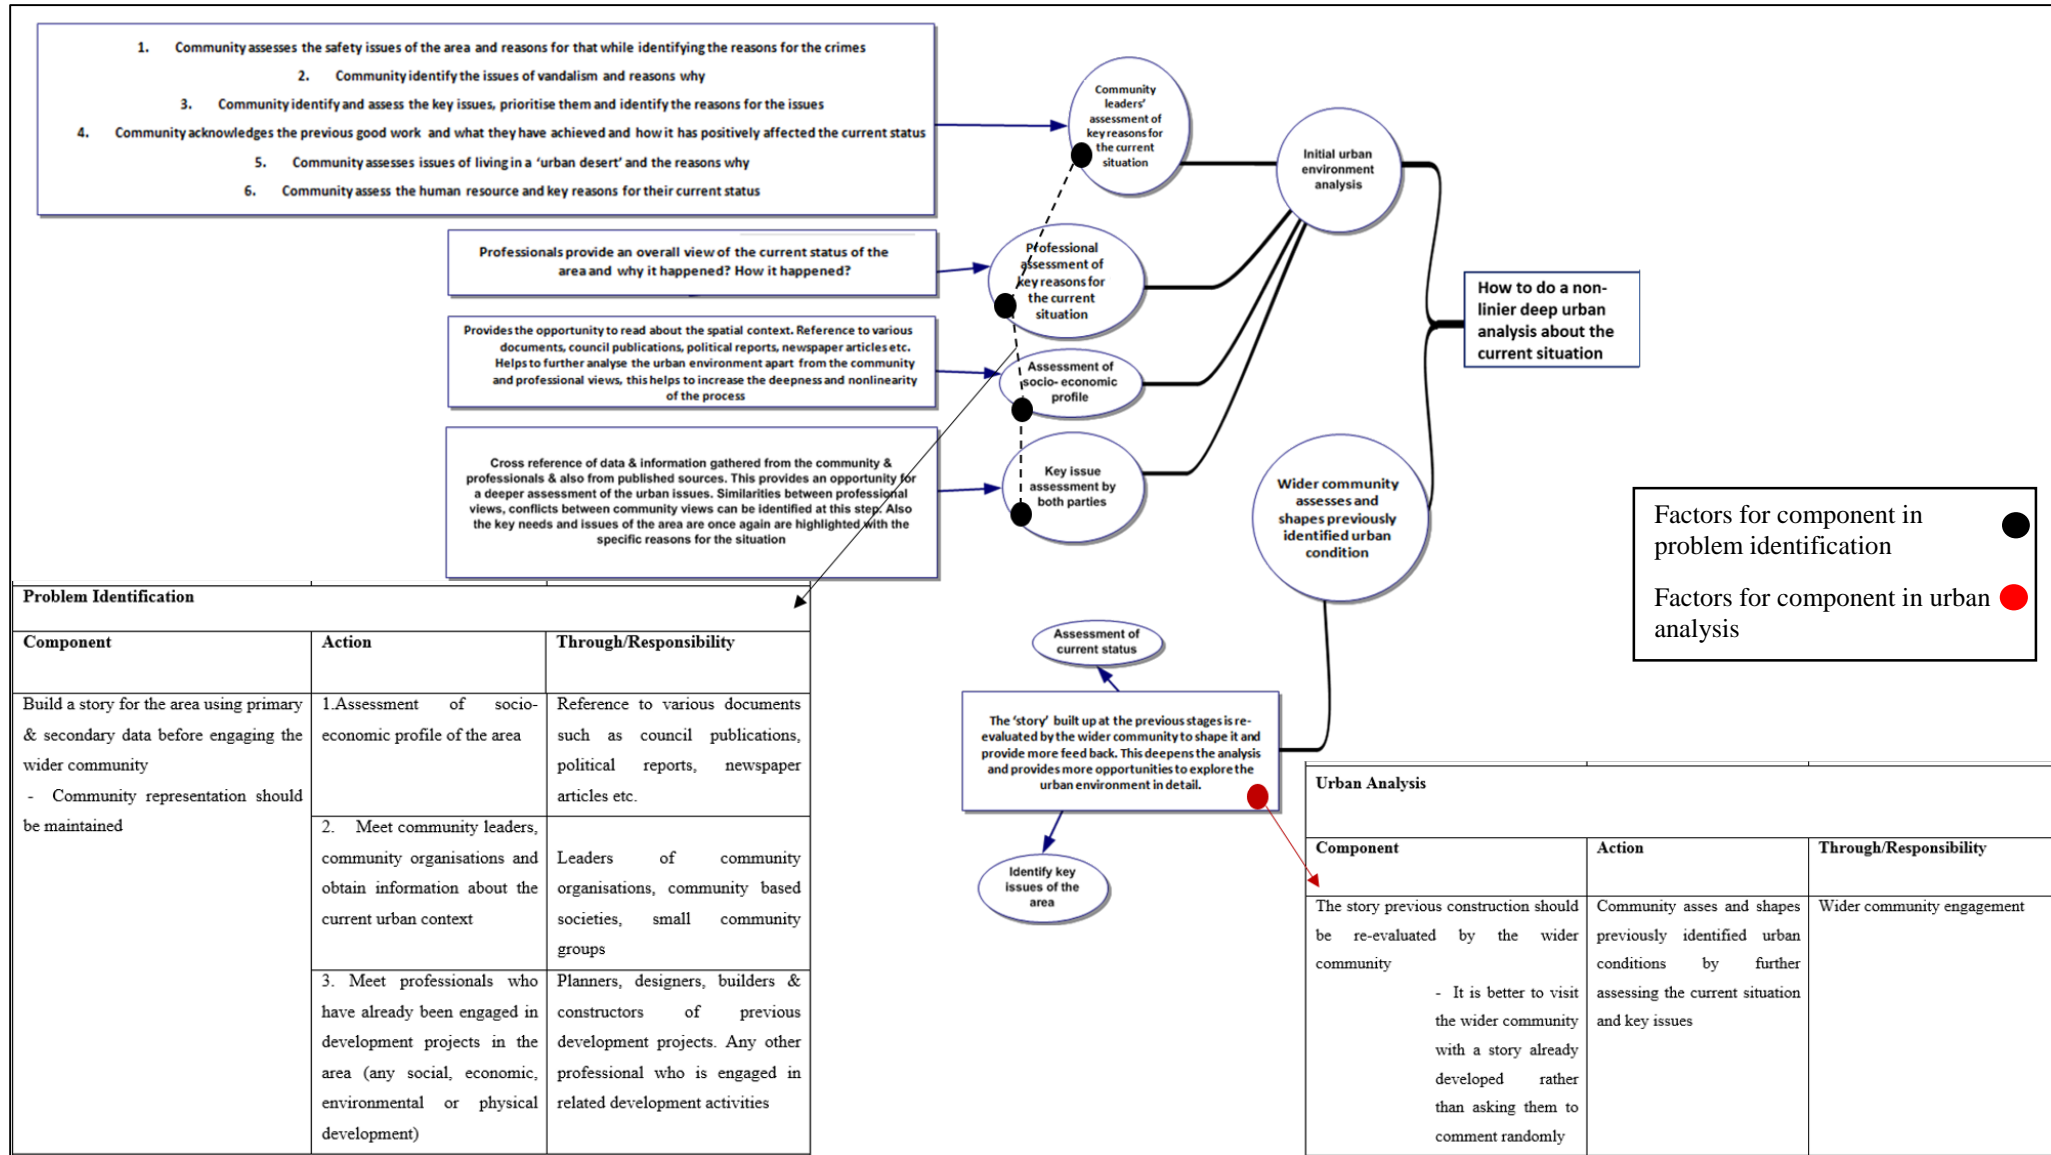 1. Community assesses the safety issues of the area and reasons for that while identifying the reasons for the crimes
2. Community identify the issues of vandalism and reasons why
3. Community identify and assess the key issues, prioritise them and identify the reasons for the issues
4. Community acknowledges the previous good work and what they have achieved and how it has positively affected the current status
5. Community assesses issues of living in a ‘urban desert’ and the reasons why
6. Community assess the human resource and key reasons for their current status
Professionals provide an overall view of the current status of the
area and why it happened? How it happened?
Provides the opportunity to read about the spatial context. Reference to various
documents, council publications, political reports, newspaper articles etc.
Helps to further analyse the urban environment apart from the community
and professional views, this helps to increase the deepness and nonlinearity
of the process
Cross reference of data & information gathered from the community &
professionals & also from published sources. This provides an opportunity for
a deeper assessment of the urban issues. Similarities between professional
views, conflicts between community views can be identified at this step. Also
the key needs and issues of the area are once again are highlighted with the
specific reasons for the situation
Community
leaders’
assessment of
key reasons for
the current
situation
Professional
assessment of
key reasons for
the current
situation
Assessment of
socio- economic
profile
Key issue
assessment by
both parties
Initial urban
environment
analysis
How to do a non-
linier deep urban
analysis about the
current situation
Wider community
assesses and
shapes previously
identified urban
condition
Factors for component in
problem identification
Factors for component in urban
analysis
Assessment of
current status
The ‘story’ built up at the previous stages is re-
evaluated by the wider community to shape it and
provide more feed back. This deepens the analysis
and provides more opportunities to explore the
urban environment in detail.
Identify key
issues of the
area
Problem Identification
Component
Action
Through/Responsibility
Build a story for the area using primary
& secondary data before engaging the
wider community
- Community representation should
be maintained
1.Assessment of socio-
economic profile of the area
Reference to various documents
such as council publications,
political reports, newspaper
articles etc.
2. Meet community leaders,
community organisations and
obtain information about the
current urban context
Leaders of community
organisations, community based
societies, small community
groups
3. Meet professionals who
have already been engaged in
development projects in the
area (any social, economic,
environmental or physical
development)
Planners, designers, builders &
constructors of previous
development projects. Any other
professional who is engaged in
related development activities
Urban Analysis
Component
Action
Through/Responsibility
The story previous construction should
be re-evaluated by the wider
community
- It is better to visit
the wider community
with a story already
developed rather
than asking them to
comment randomly
Community asses and shapes
previously identified urban
conditions by further
assessing the current situation
and key issues
Wider community engagement